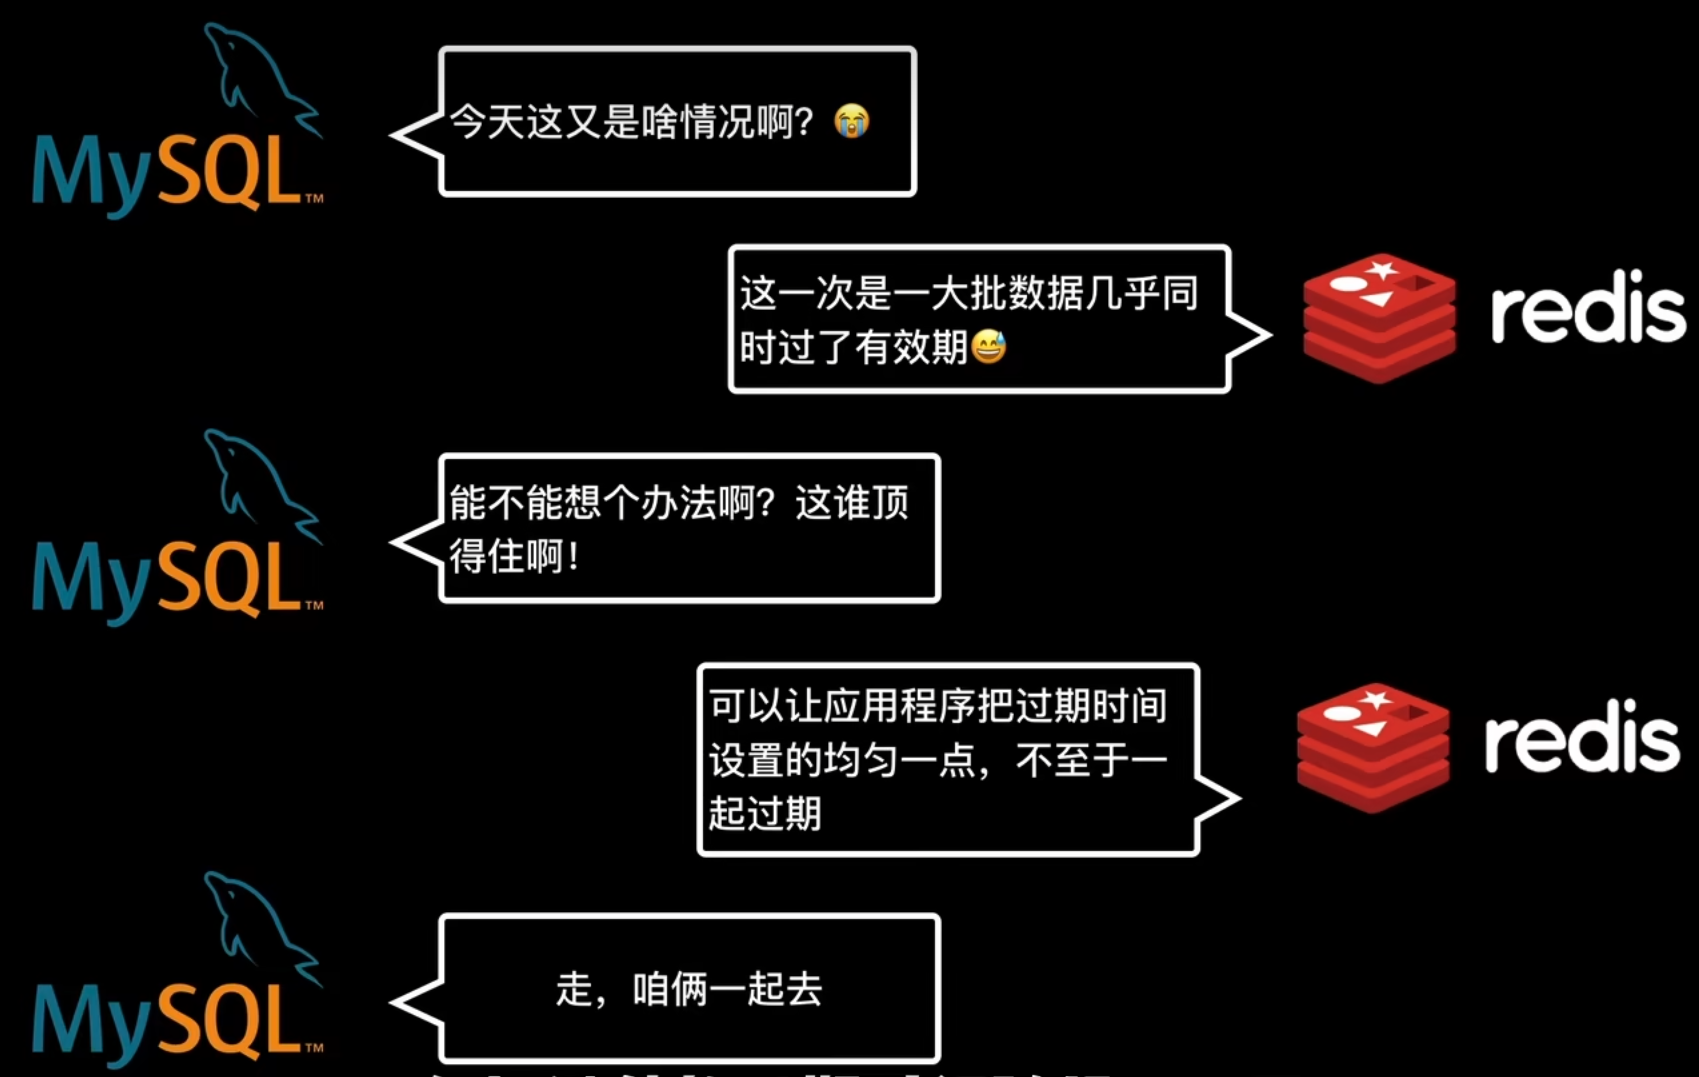 MySQL™
今天这又是啥情况啊？😭
这一次是一大批数据几乎同
时过了有效期😅
redis
MySQL™
能不能想个办法啊？这谁顶
得住啊！
可以让应用程序把过期时间
设置的均匀一点，不至于一
起过期
redis
MySQL™
走，咱俩一起去